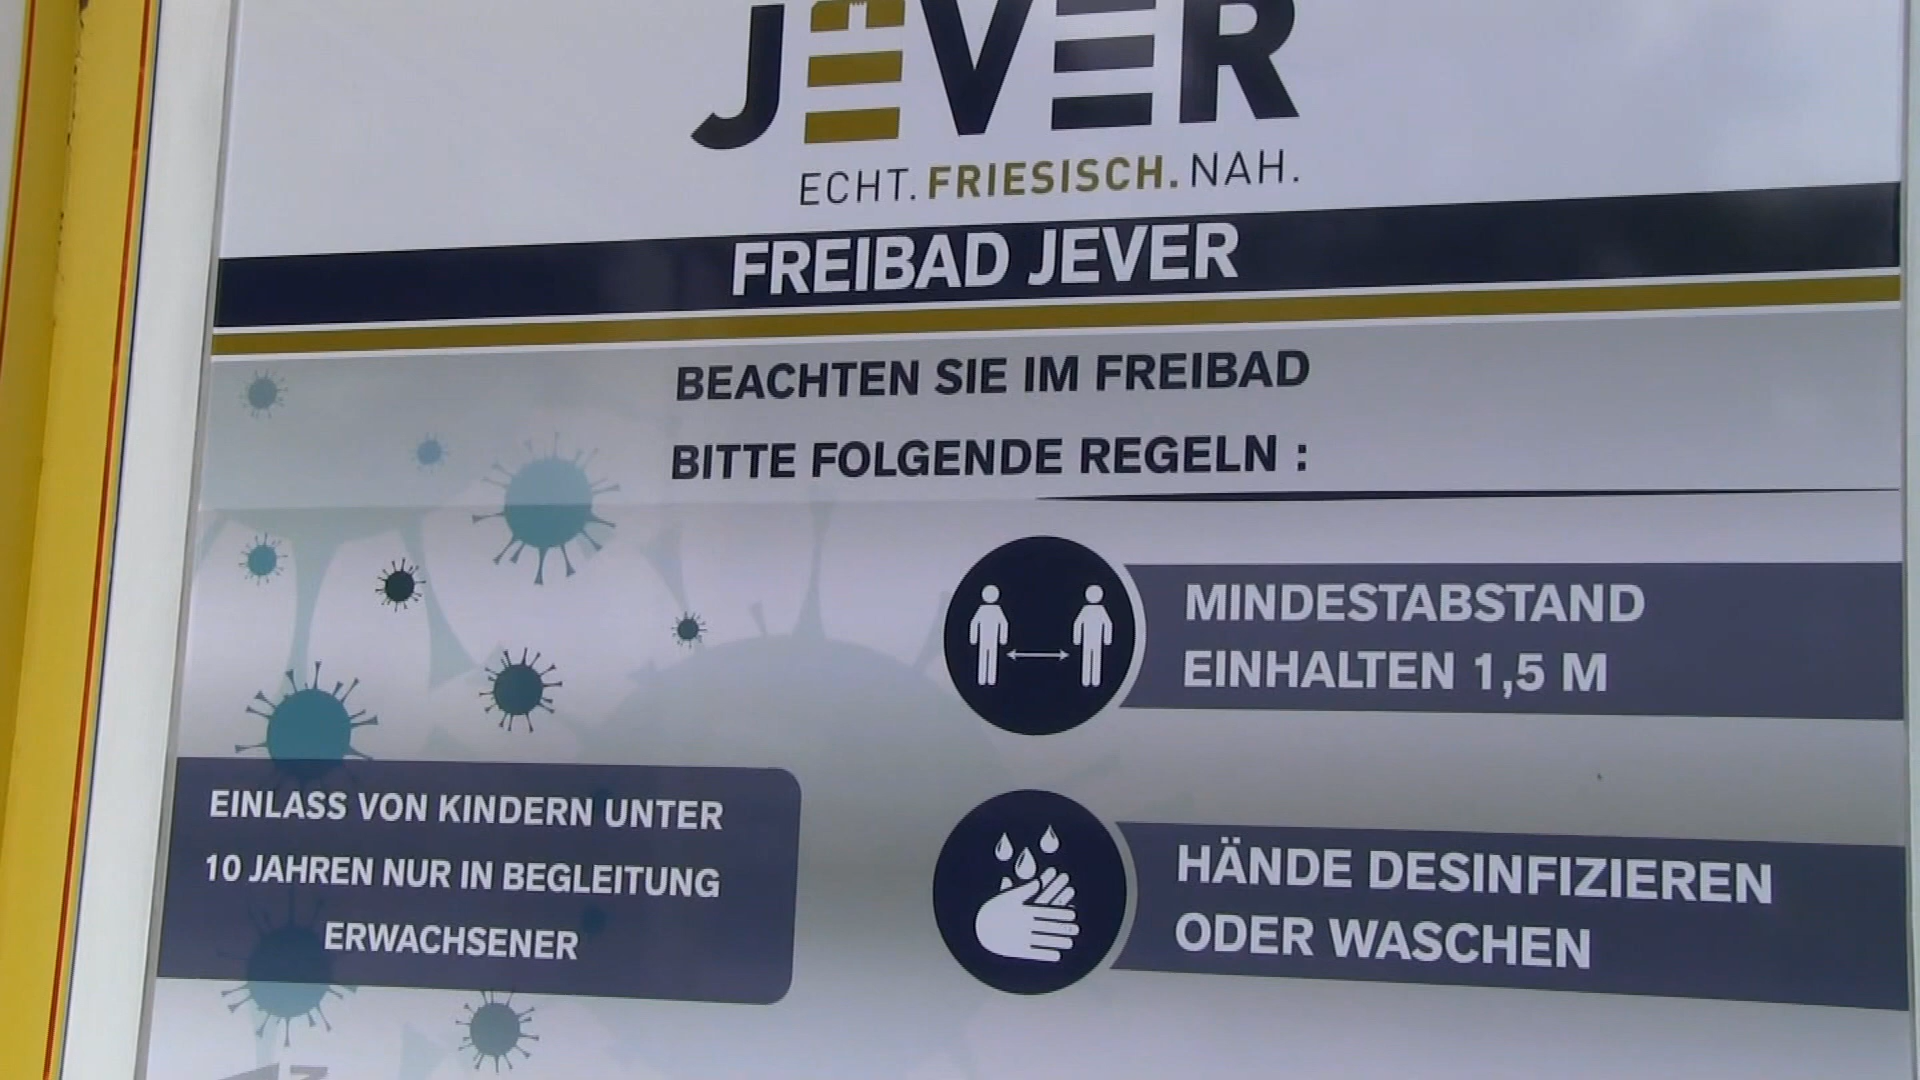 JEVER
ECHT. FRIESISCH. NAH.
FREIBAD JEVER
BEACHTEN SIE IM FREIBAD
BITTE FOLGENDE REGELN :
MINDESTABSTAND
EINHALTEN 1,5 M
EINLASS VON KINDERN UNTER
10 JAHREN NUR IN BEGLEITUNG
ERWACHSENER
HÄNDE DESINFIZIEREN
ODER WASCHEN